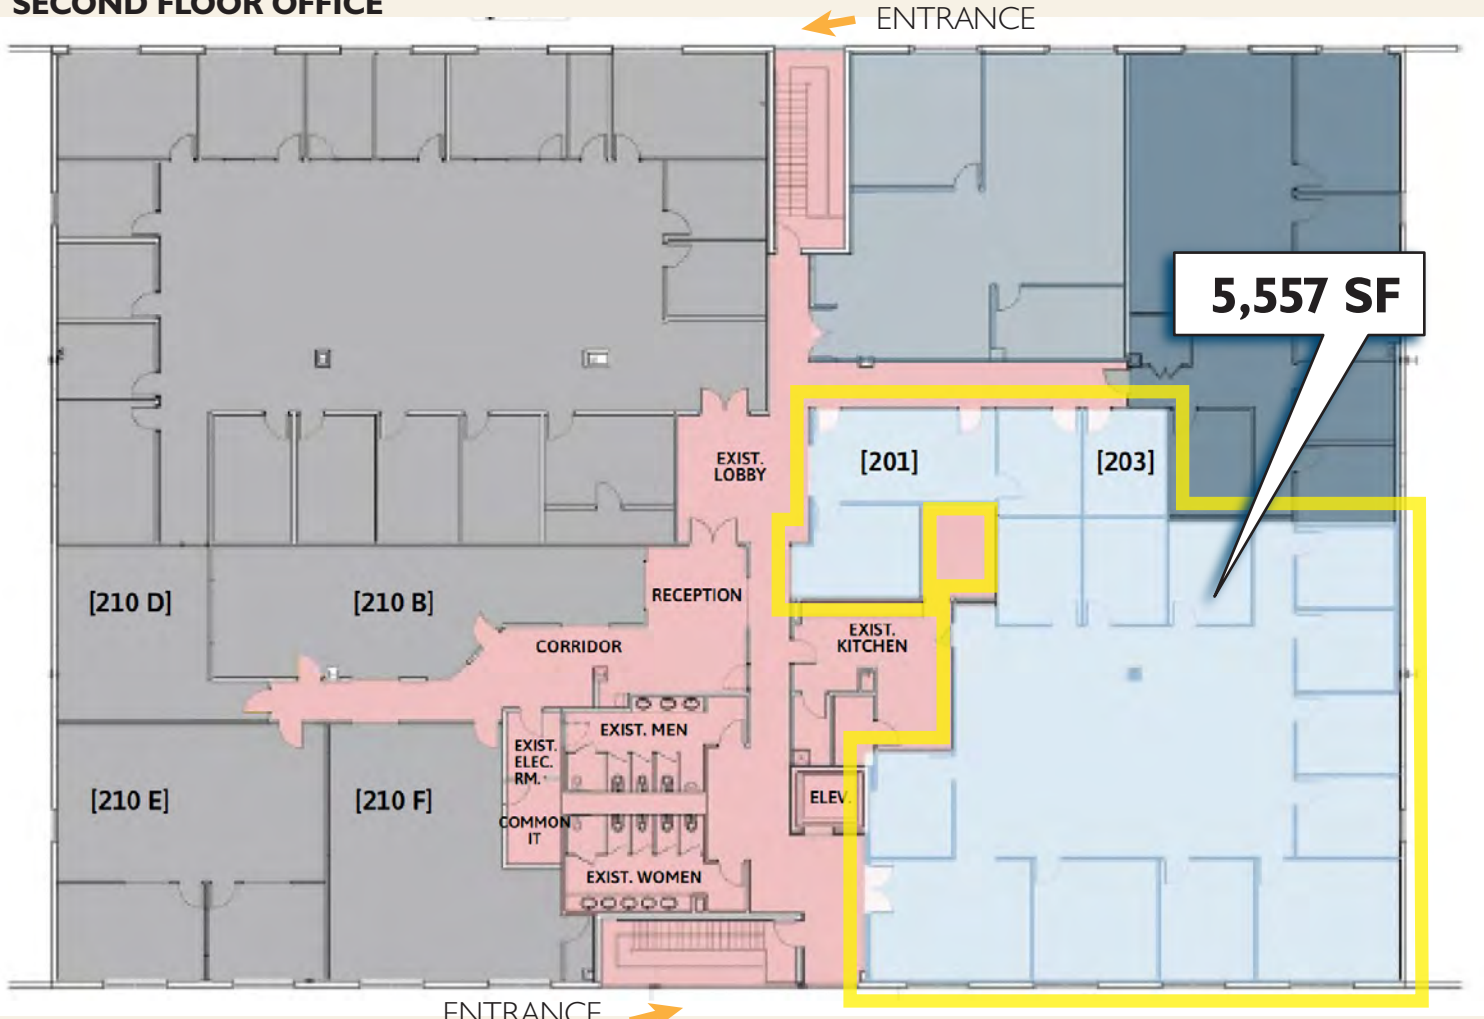 SECOND FLOOR OFFICE
ENTRANCE
5,557 SF
EXIST.
LOBBY
[201]
[203]
[210 D]
[210 B]
RECEPTION
CORRIDOR
EXIST.
KITCHEN
EXIST. MEN
EXIST.
ELEC.
RM.
[210 E]
[210 F]
ELEV.
COMMON
IT
EXIST. WOMEN
ENTRANCE